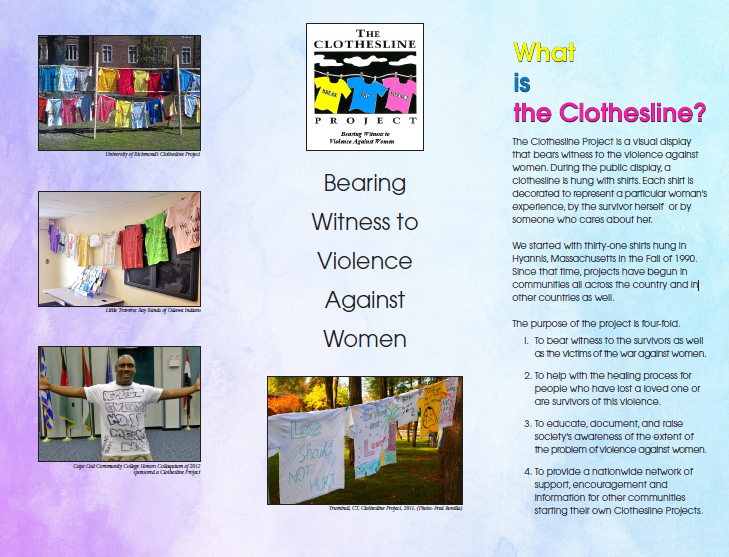 University of Richmond's Clothesline Project
Little Traverse Bay Bands of Odawa Indians
Cape Cod Community College Honors Colloquium of 2012
sponsored a Clothesline Project
THE
CLOTHESLINE
BREAK
THE
SILENCE
PROJECT
Bearing Witness to
Violence Against Women
Bearing
Witness to
Violence
Against
Women
Love
Should
NOT
HURT
Trumbull, CT. Clothesline Project, 2011. (Photo: Fred Bonilla)
What
is
the Clothesline?
The Clothesline Project is a visual display
that bears witness to the violence against
women. During the public display, a
clothesline is hung with shirts. Each shirt is
decorated to represent a particular woman's
experience, by the survivor herself or by
someone who cares about her.
We started with thirty-one shirts hung in
Hyannis, Massachusetts in the Fall of 1990.
Since that time, projects have begun in
communities all across the country and in
other countries as well.
The purpose of the project is four-fold.
1. To bear witness to the survivors as well
as the victims of the war against women.
2. To help with the healing process for
people who have lost a loved one or
are survivors of this violence.
3. To educate, document, and raise
society's awareness of the extent of
the problem of violence against women.
4. To provide a nationwide network of
support, encouragement and
information for other communities
starting their own Clothesline Projects.